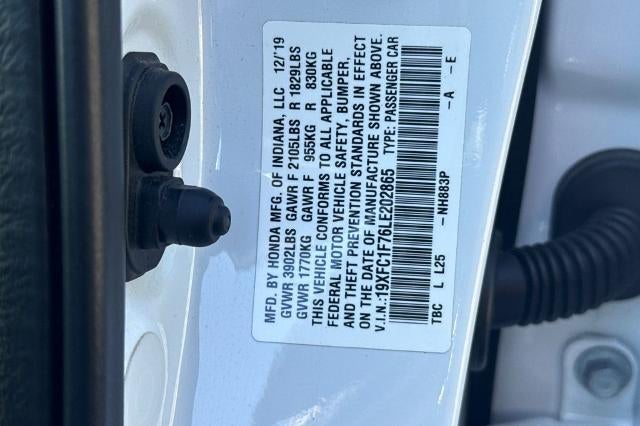 MFD. BY HONDA MFG. OF INDIANA, LLC 12/'19
GVWR 3902LBS GAWR F 2105LBS R 1829LBS
GVWR 1770KG GAWR F 955KG R 830KG
THIS VEHICLE CONFORMS TO ALL APPLICABLE
FEDERAL MOTOR VEHICLE SAFETY, BUMPER,
AND THEFT PREVENTION STANDARDS IN EFFECT
ON THE DATE OF MANUFACTURE SHOWN ABOVE.
V.I.N.:19XFC1F76LE202865 TYPE: PASSENGER CAR
TBC L L25 -NH883P -A -E